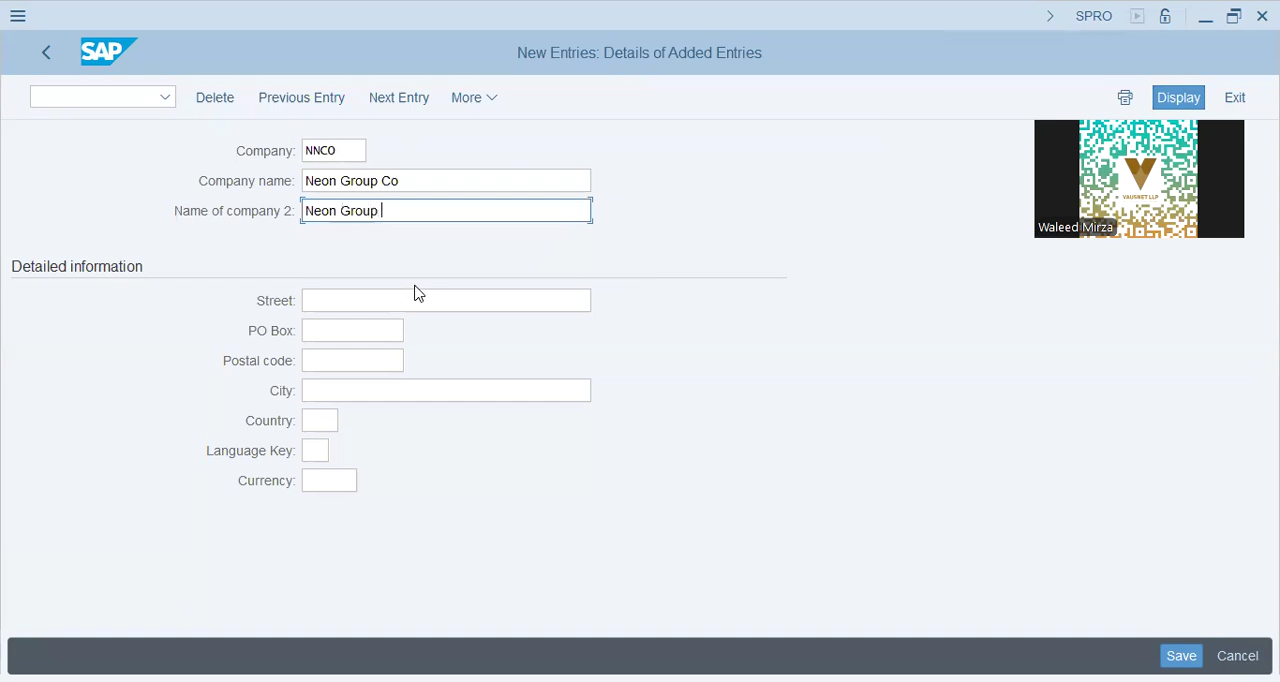 SPRO
SAP
New Entries: Details of Added Entries
Delete
Previous Entry
Next Entry
More
Display
Exit
Company: NNCO
Company name: Neon Group Co
Name of company 2: Neon Group
VAUSNET LLP
Waleed Mirza
Detailed information
Street:
PO Box:
Postal code:
City:
Country:
Language Key:
Currency:
Save
Cancel